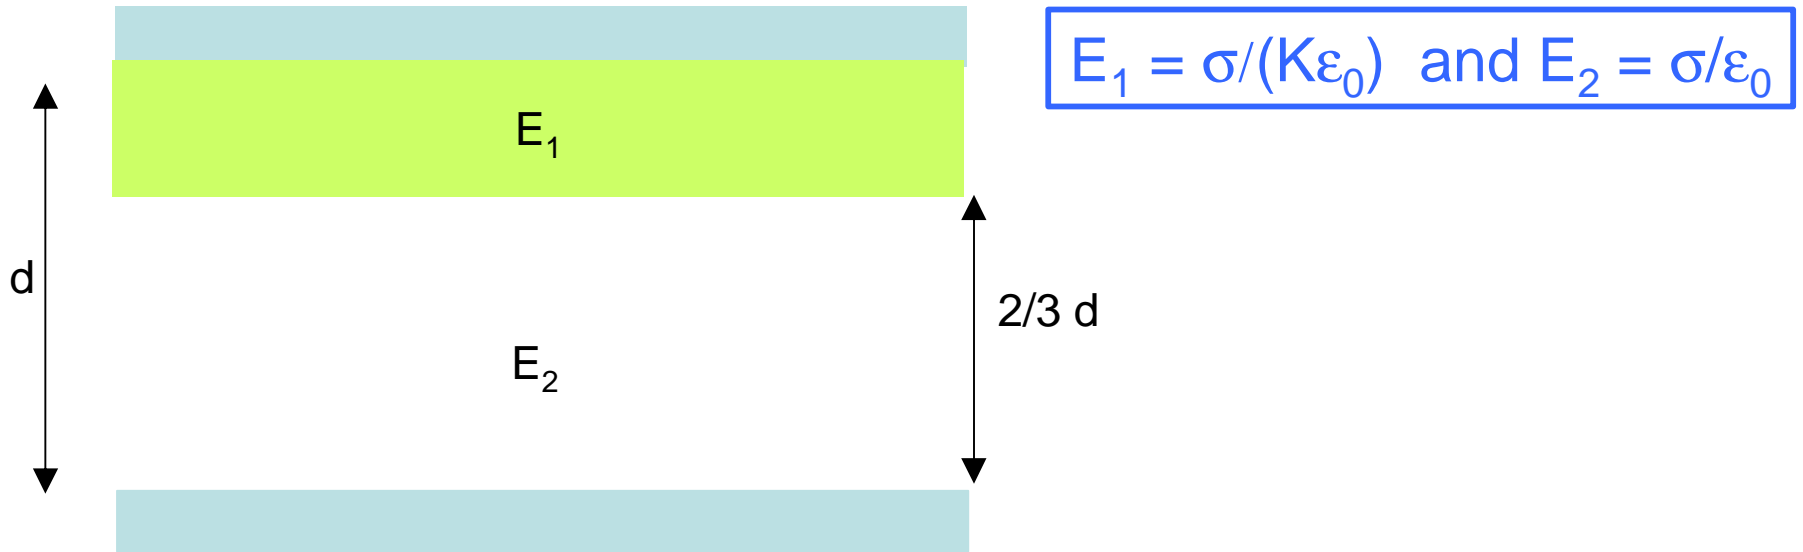 E₁ = σ/(Kε₀) and E₂ = σ/ε₀
E₁
d
2/3 d
E₂